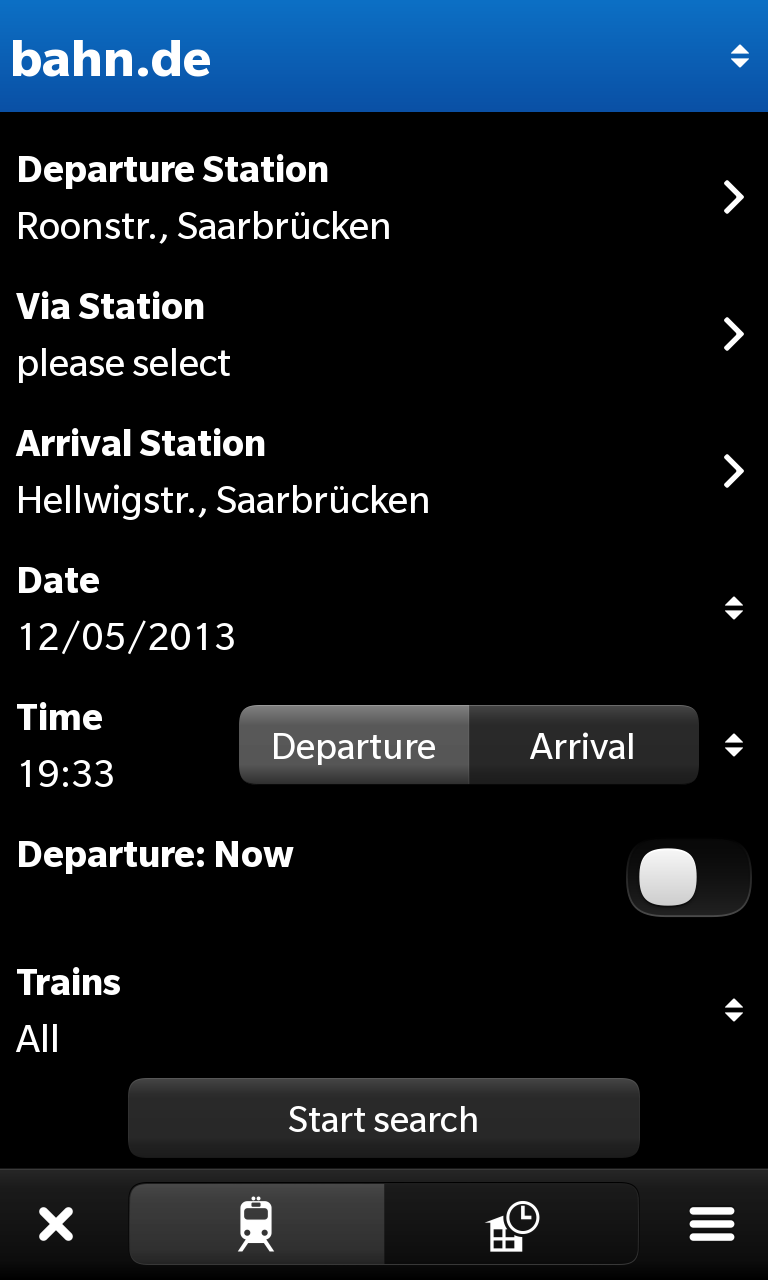 bahn.de
Departure Station
Roonstr., Saarbrücken
Via Station
please select
Arrival Station
Hellwigstr., Saarbrücken
Date
12/05/2013
Time
19:33
Departure
Arrival
Departure: Now
Trains
All
Start search